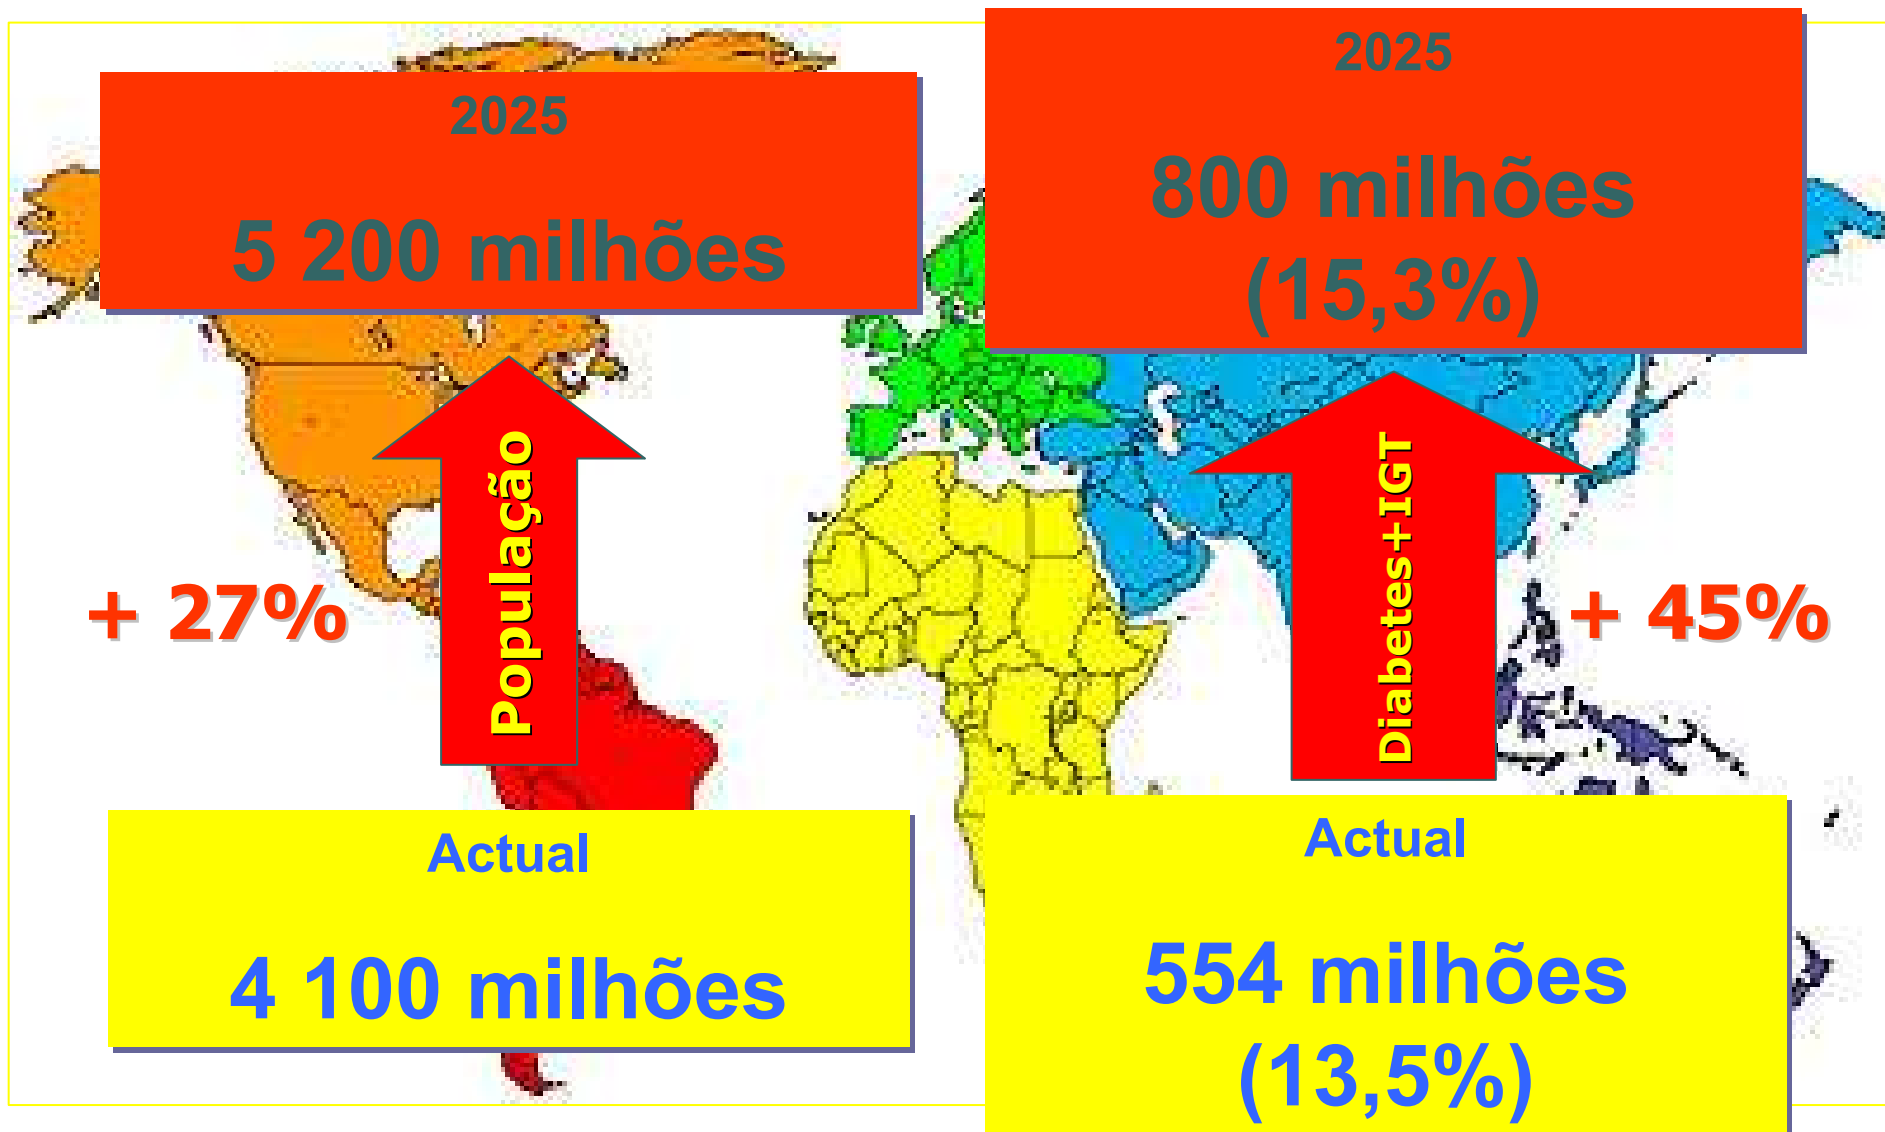 2025
5 200 milhões
População
+ 27%
Actual
4 100 milhões
2025
800 milhões
(15,3%)
Diabetes+IGT
+ 45%
Actual
554 milhões
(13,5%)